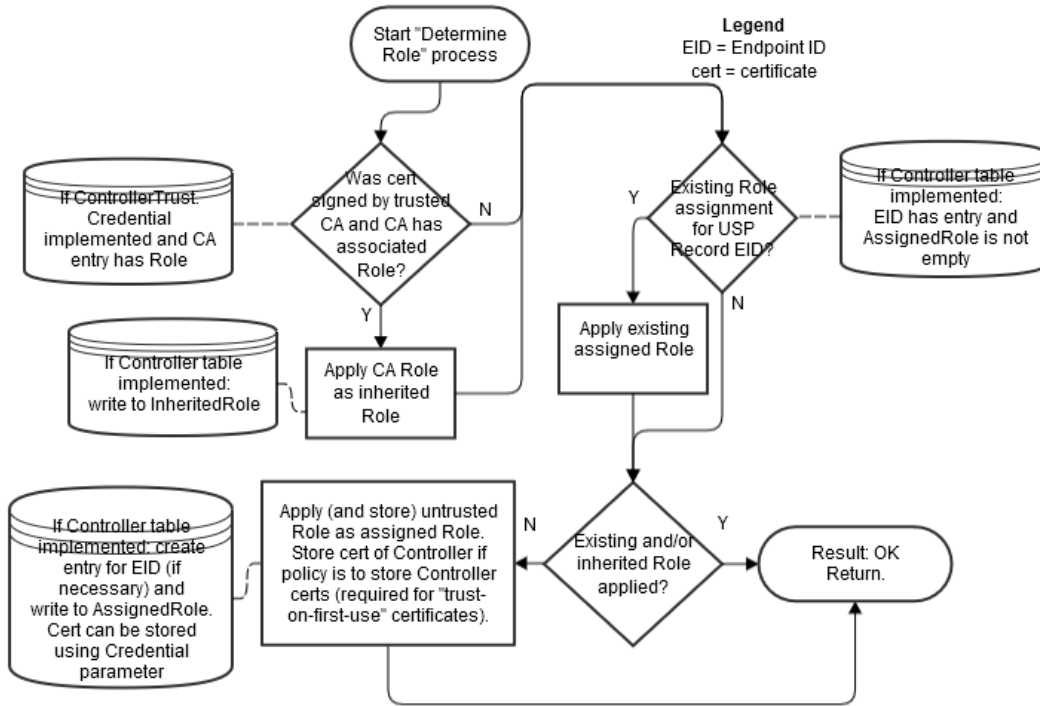 Start "Determine
Role" process
Legend
EID = Endpoint ID
cert = certificate
If ControllerTrust.
Credential
implemented and CA
entry has Role
Was cert
signed by trusted
CA and CA has
associated
Role?
N
Y
Y
Existing Role
assignment
for USP
Record EID?
N
If Controller table
implemented:
EID has entry and
AssignedRole is not
empty
If Controller table
implemented:
write to InheritedRole
Apply CA Role
as inherited
Role
Apply existing
assigned Role
If Controller table
implemented: create
entry for EID (if
necessary) and
write to AssignedRole.
Cert can be stored
using Credential
parameter
Apply (and store) untrusted
Role as assigned Role.
Store cert of Controller if
policy is to store Controller
certs (required for "trust-
on-first-use" certificates).
N
Existing and/or
inherited Role
applied?
Y
Result: OK
Return.